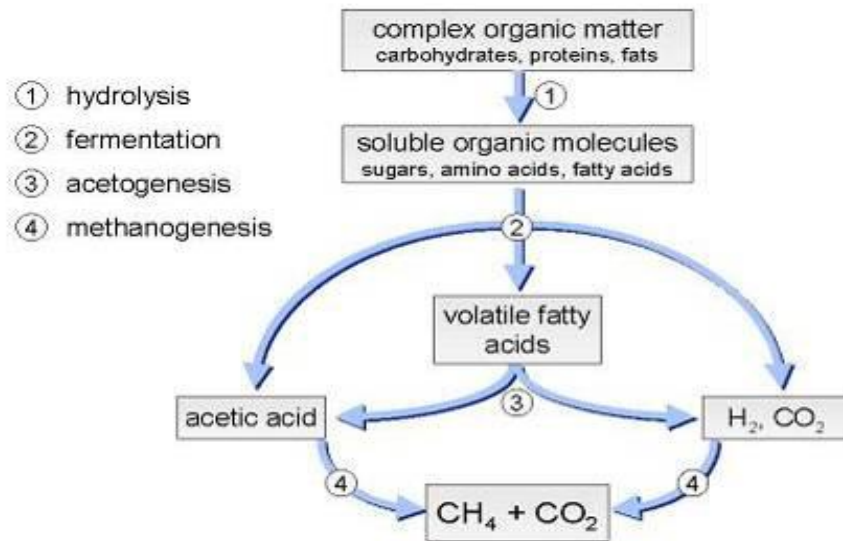 complex organic matter
carbohydrates, proteins, fats
① hydrolysis
② fermentation
③ acetogenesis
④ methanogenesis
①
soluble organic molecules
sugars, amino acids, fatty acids
②
volatile fatty
acids
③
acetic acid
H₂, CO₂
④
④
CH₄ + CO₂